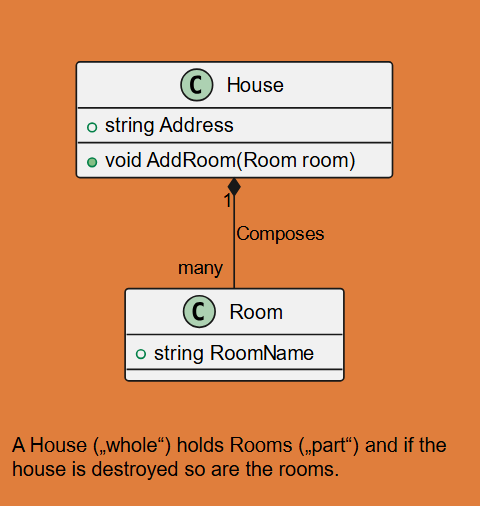 C House
string Address
void AddRoom(Room room)
1
Composes
many
C Room
string RoomName
A House („whole“) holds Rooms („part“) and if the
house is destroyed so are the rooms.